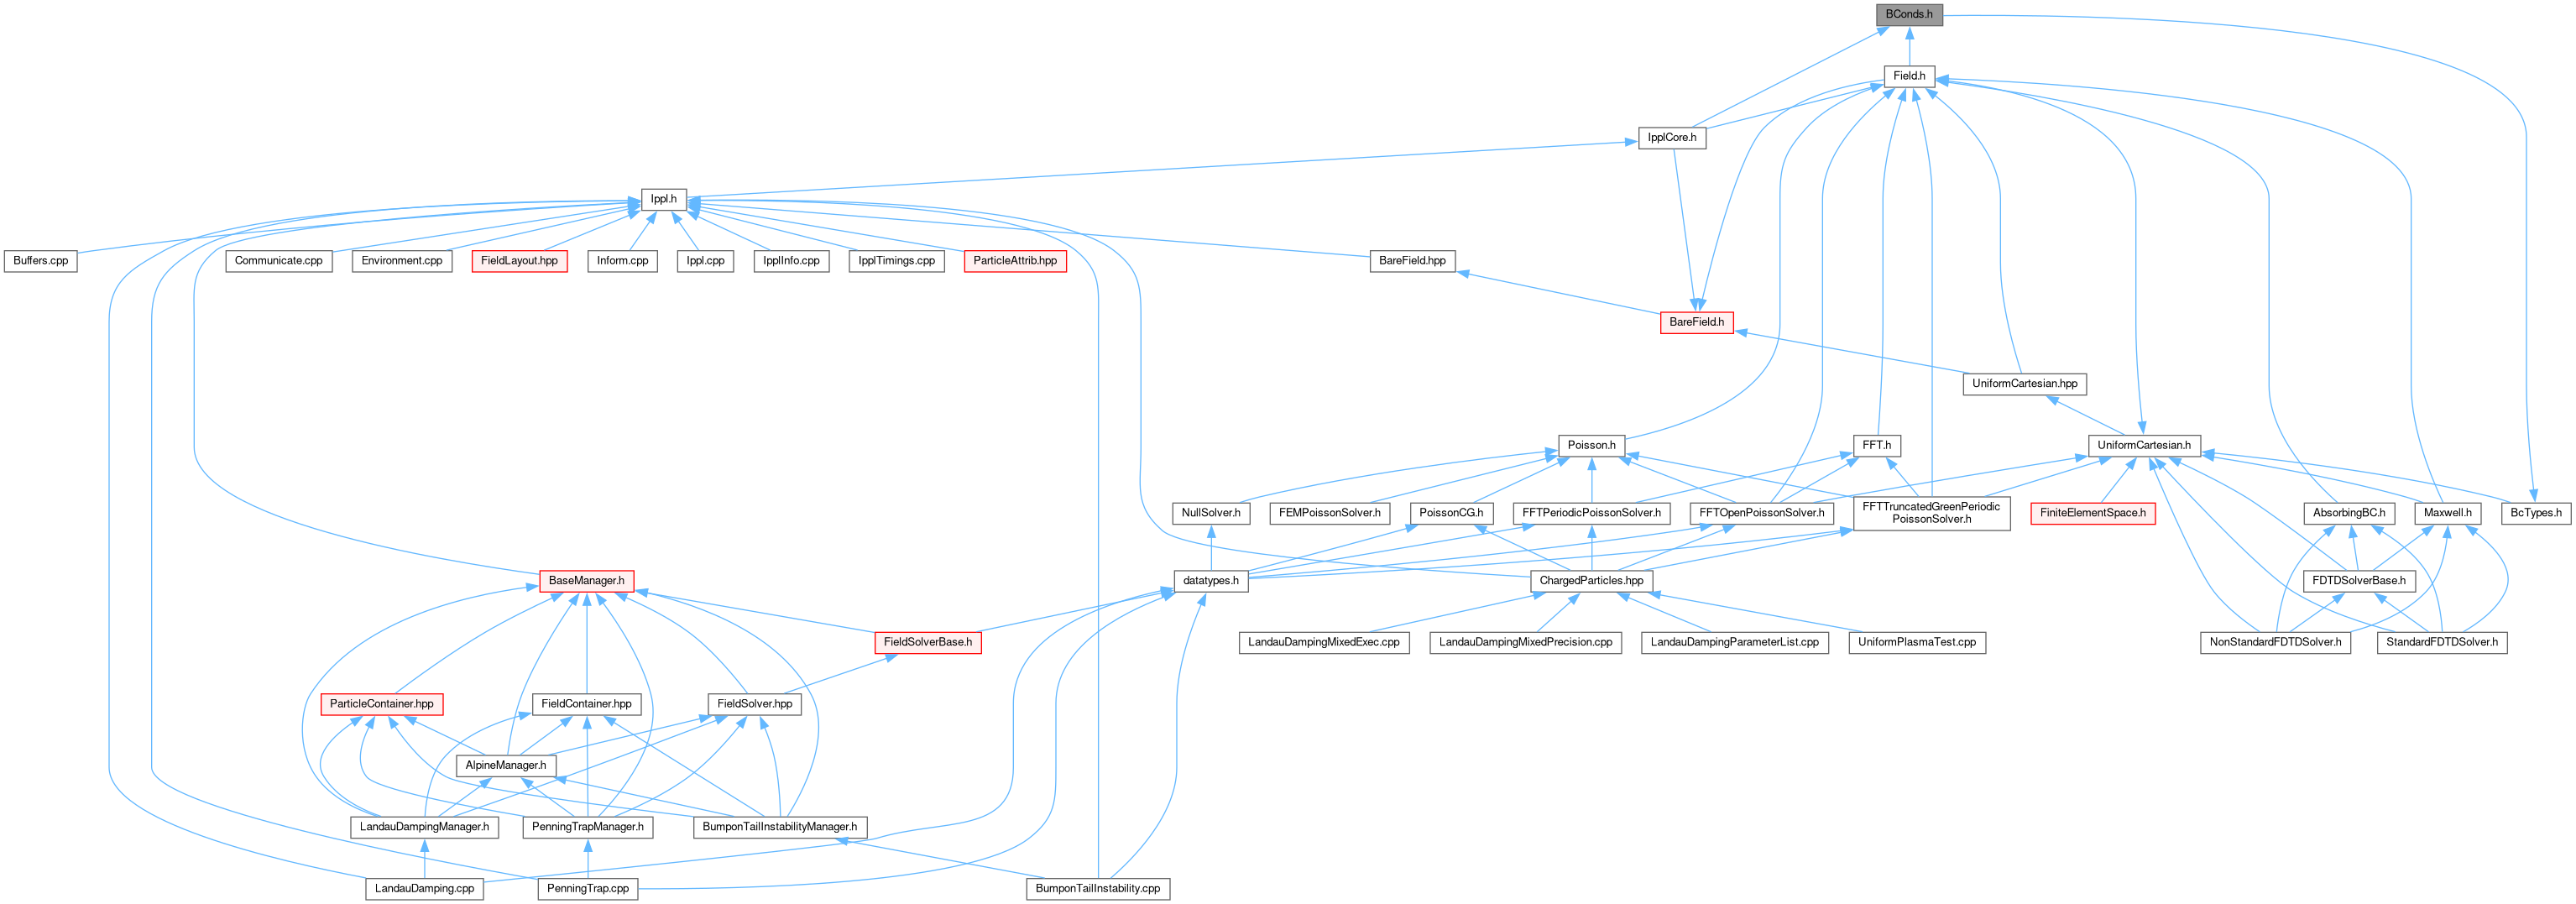 BConds.h
Field.h
IpplCore.h
Ippl.h
Buffers.cpp
Communicate.cpp
Environment.cpp
FieldLayout.hpp
Inform.cpp
Ippl.cpp
IpplInfo.cpp
IpplTimings.cpp
ParticleAttrib.hpp
BareField.hpp
BareField.h
UniformCartesian.hpp
Poisson.h
FFT.h
UniformCartesian.h
NullSolver.h
FEMPoissonSolver.h
PoissonCG.h
FFTPeriodicPoissonSolver.h
FFTOpenPoissonSolver.h
FFTTruncatedGreenPeriodic
PoissonSolver.h
FiniteElementSpace.h
AbsorbingBC.h
Maxwell.h
BcTypes.h
BaseManager.h
datatypes.h
ChargedParticles.hpp
FDTDSolverBase.h
FieldSolverBase.h
LandauDampingMixedExec.cpp
LandauDampingMixedPrecision.cpp
LandauDampingParameterList.cpp
UniformPlasmaTest.cpp
NonStandardFDTDSolver.h
StandardFDTDSolver.h
ParticleContainer.hpp
FieldContainer.hpp
FieldSolver.hpp
AlpineManager.h
LandauDampingManager.h
PenningTrapManager.h
BumponTailInstabilityManager.h
LandauDamping.cpp
PenningTrap.cpp
BumponTailInstability.cpp